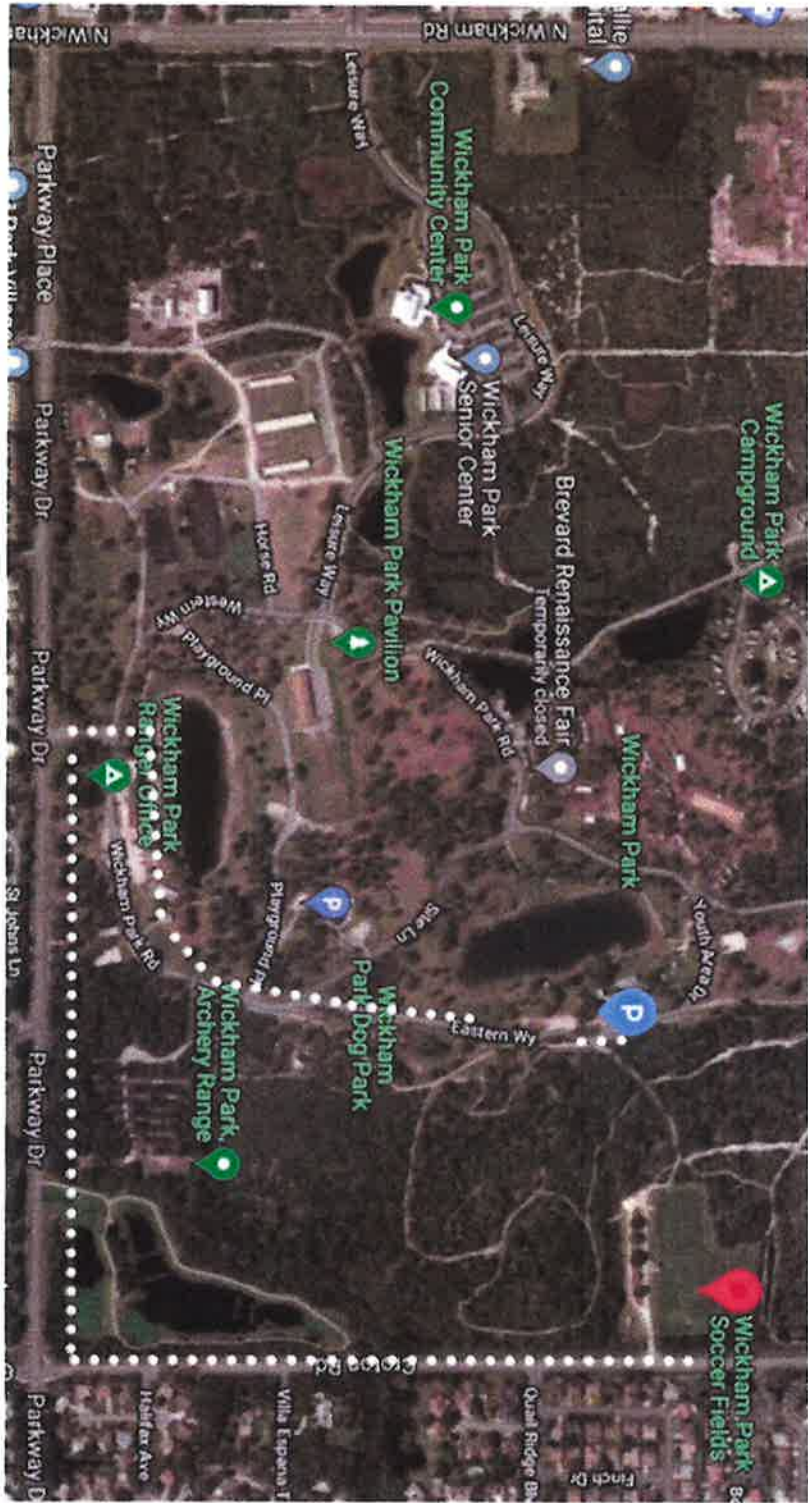 Wickham Park
Campground
Wickham Park
Soccer Fields
Youth Area Dr
Wickham Park
Finch Dr
Brevard Renaissance Fair
Temporarily closed
Leisure Way
Wickham Park Rd
Eastern Wy
Quail Ridge
N Wickham Rd
Wickham Park
Community Center
Wickham Park
Senior Center
Site Ln
Wickham Park Pavilion
Wickham
Park Dog Park
Leisure Way
Leisure Way
Croton Rd
Playground Pl
Playground Pl
Villa Espana
Horse Rd
Western Wy
Wickham Park
Archery Range
Wickham Park
Ranger Office
Wickham Park Rd
Halifax Ave
Parkway Place
Parkway Dr
Parkway Dr
Parkway Dr
Parkway D
St Johns Ln
P
P